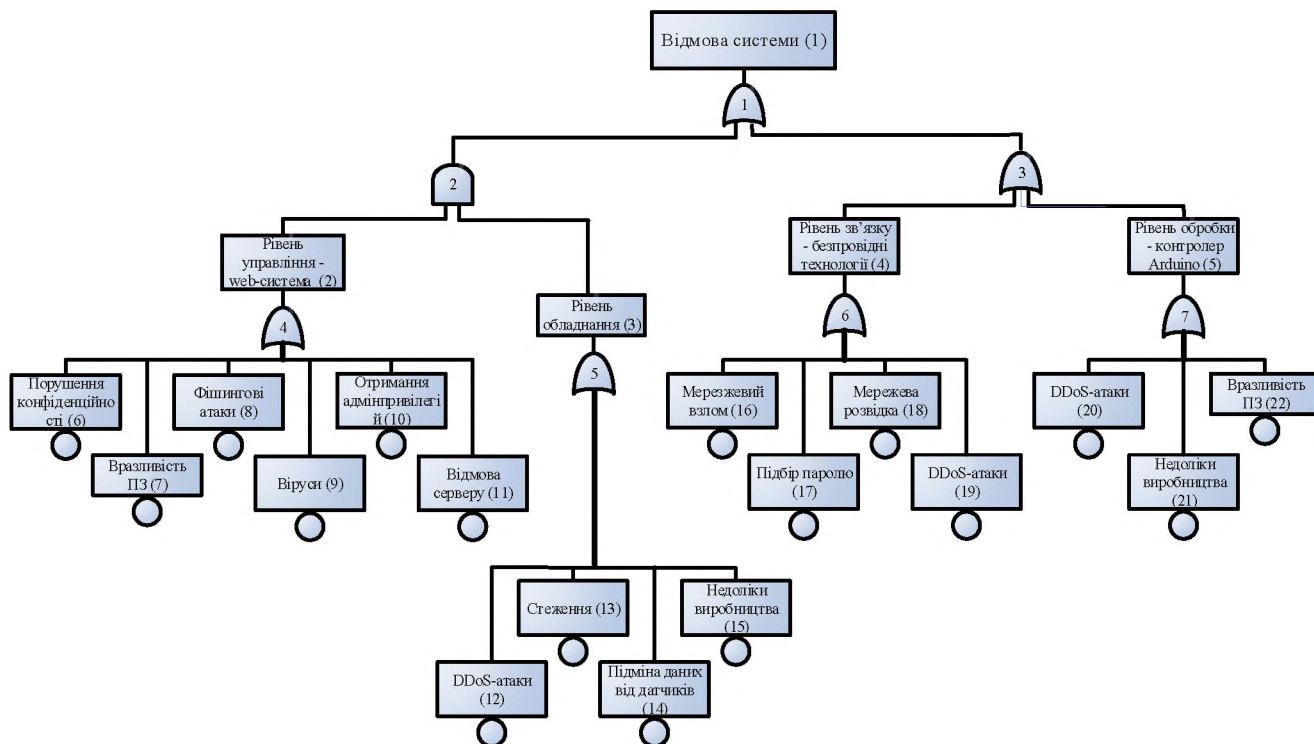 Відмова системи (1)
1
2
3
Рівень
управління -
web-система (2)
Рівень
обладнання (3)
Рівень зв’язку
- безпровідні
технології (4)
Рівень обробки
- контролер
Arduino (5)
4
5
6
7
Порушення
конфіденційно
сті (6)
Фішингові
атаки (8)
Отримання
адмінпривілегі
й (10)
Вразливість
ПЗ (7)
Віруси (9)
Відмова
серверу (11)
Мерезжевий
взлом (16)
Мережева
розвідка (18)
Підбір паролю
(17)
DDoS-атаки
(19)
DDoS-атаки
(20)
Вразливість
ПЗ (22)
Недоліки
виробництва
(21)
Стеження (13)
Недоліки
виробництва
(15)
DDoS-атаки
(12)
Підміна даних
від датчиків
(14)